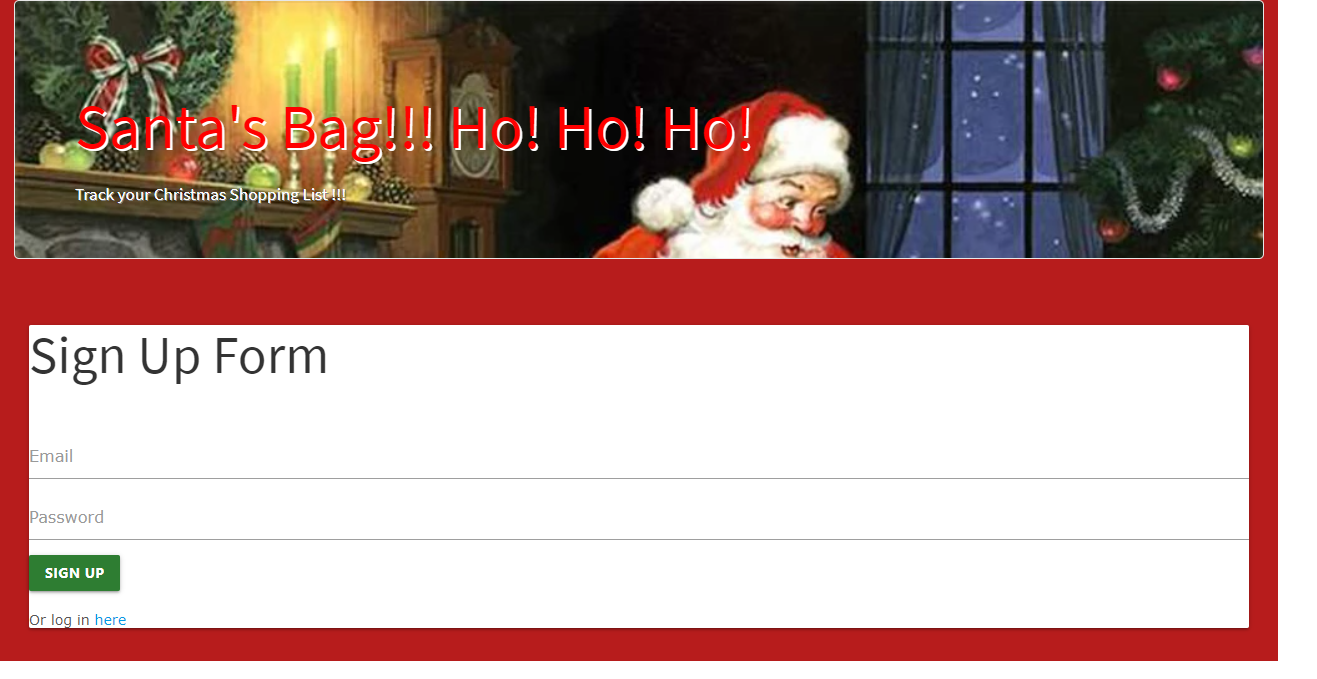 Santa's Bag!!! Ho! Ho! Ho!
Track your Christmas Shopping List !!!
Sign Up Form
Email
Password
SIGN UP
Or log in here